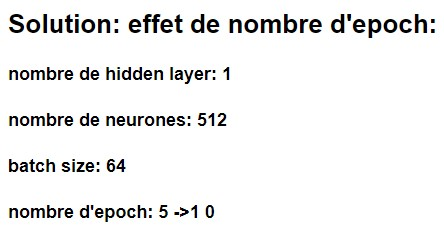 Solution: effet de nombre d'epoch:
nombre de hidden layer: 1
nombre de neurones: 512
batch size: 64
nombre d'epoch: 5 ->1 0